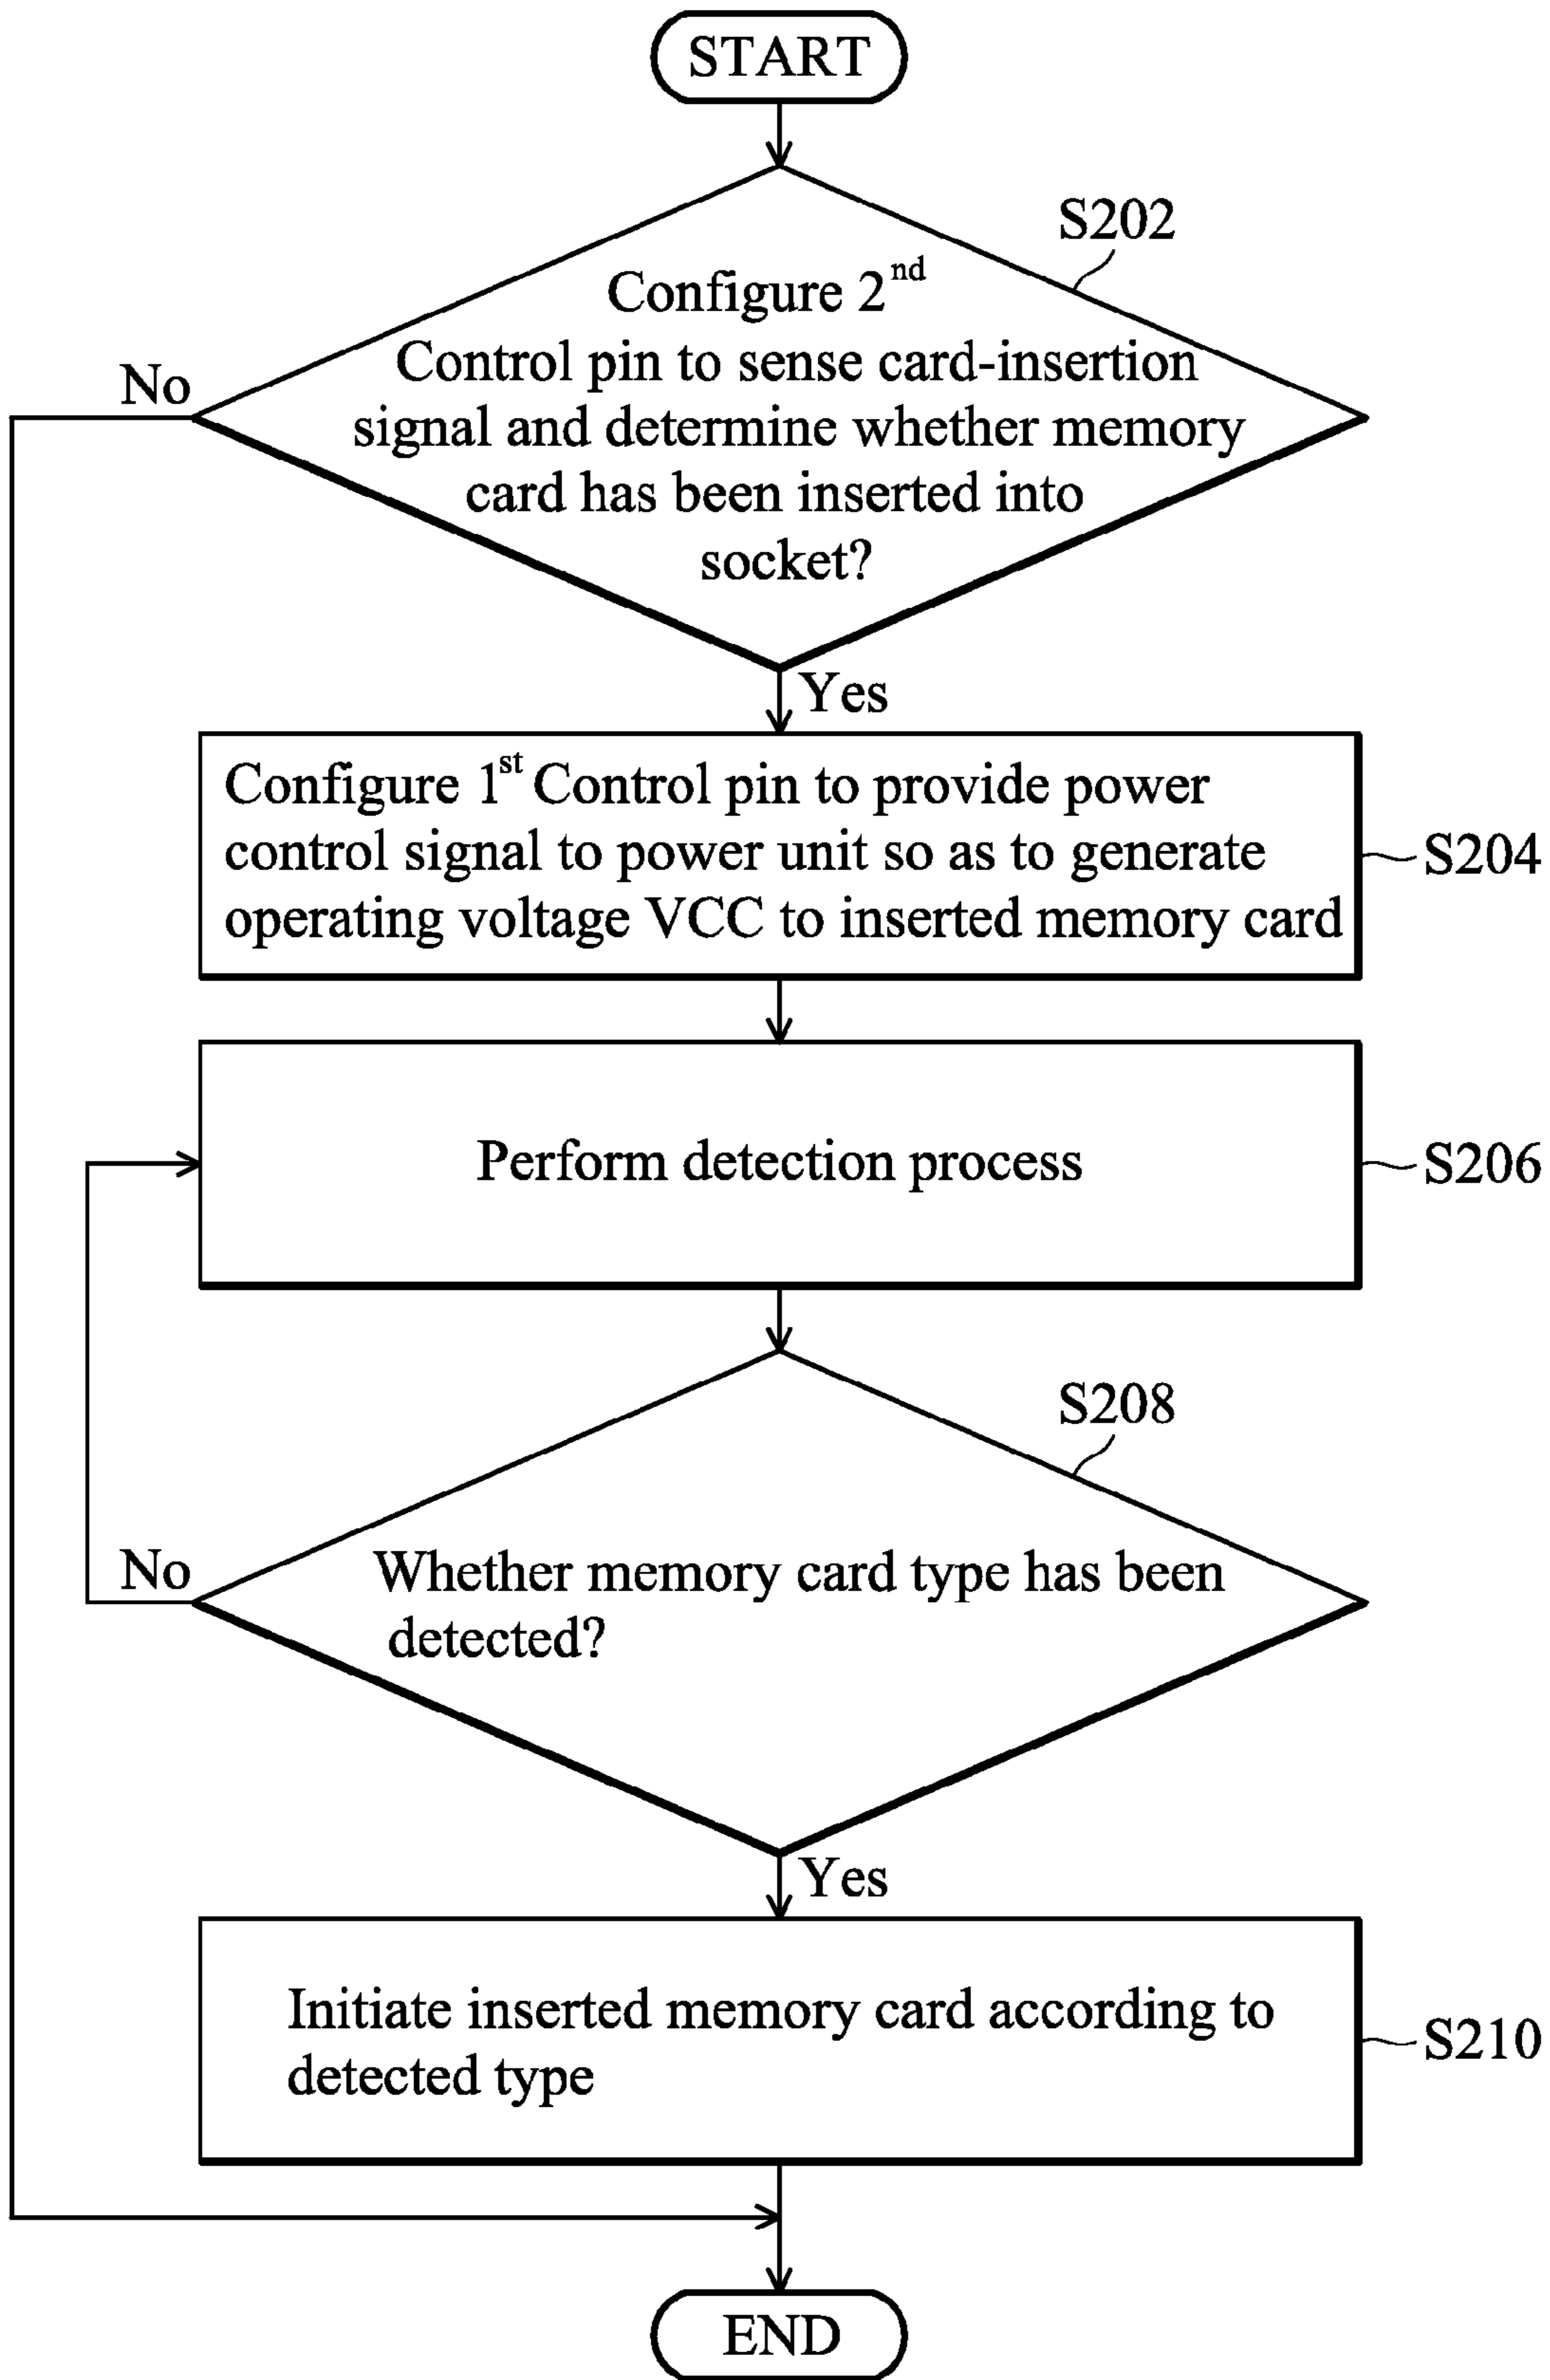 START
S202
Configure 2nd
Control pin to sense card-insertion
signal and determine whether memory
card has been inserted into
socket?
No
Yes
Configure 1st Control pin to provide power
control signal to power unit so as to generate
operating voltage VCC to inserted memory card
S204
Perform detection process
S206
S208
Whether memory card type has been
detected?
No
Yes
Initiate inserted memory card according to
detected type
S210
END